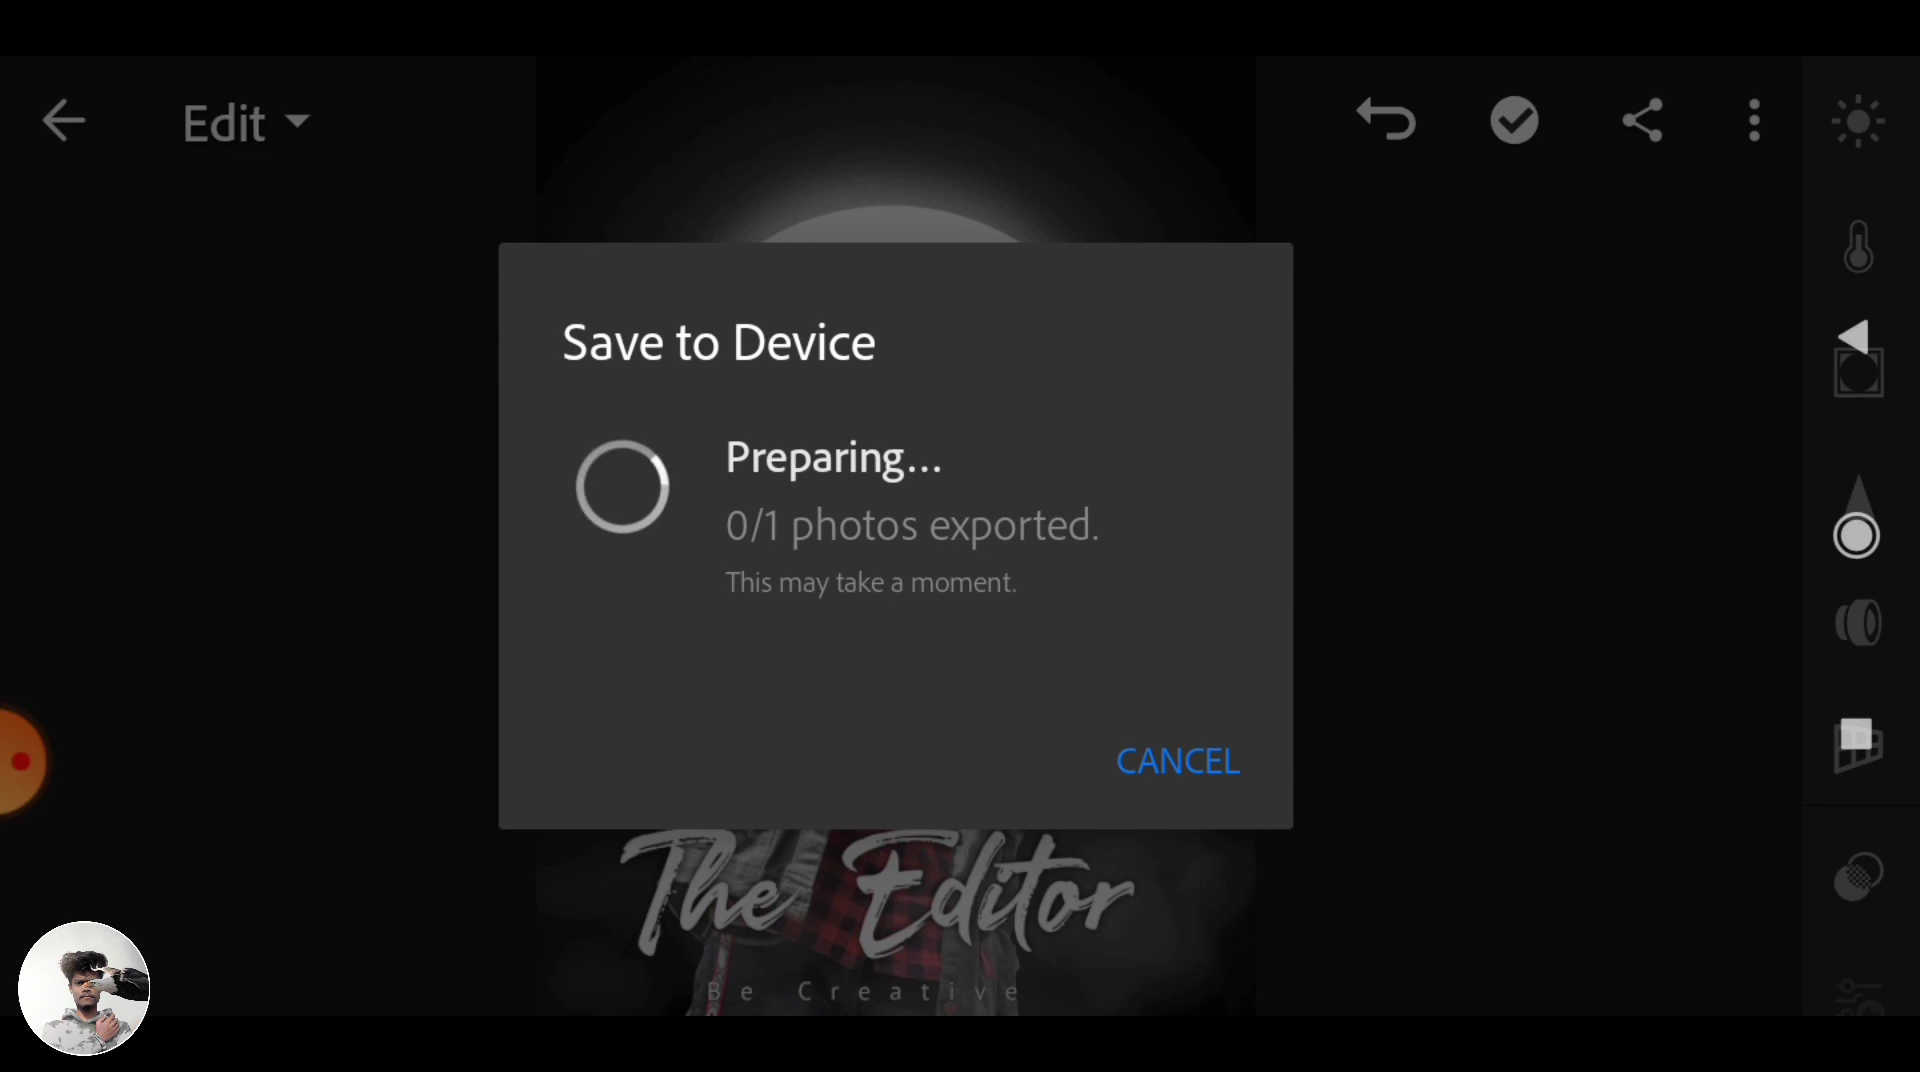 Edit
Save to Device
Preparing...
0/1 photos exported.
This may take a moment.
CANCEL
The Editor
Be Creative